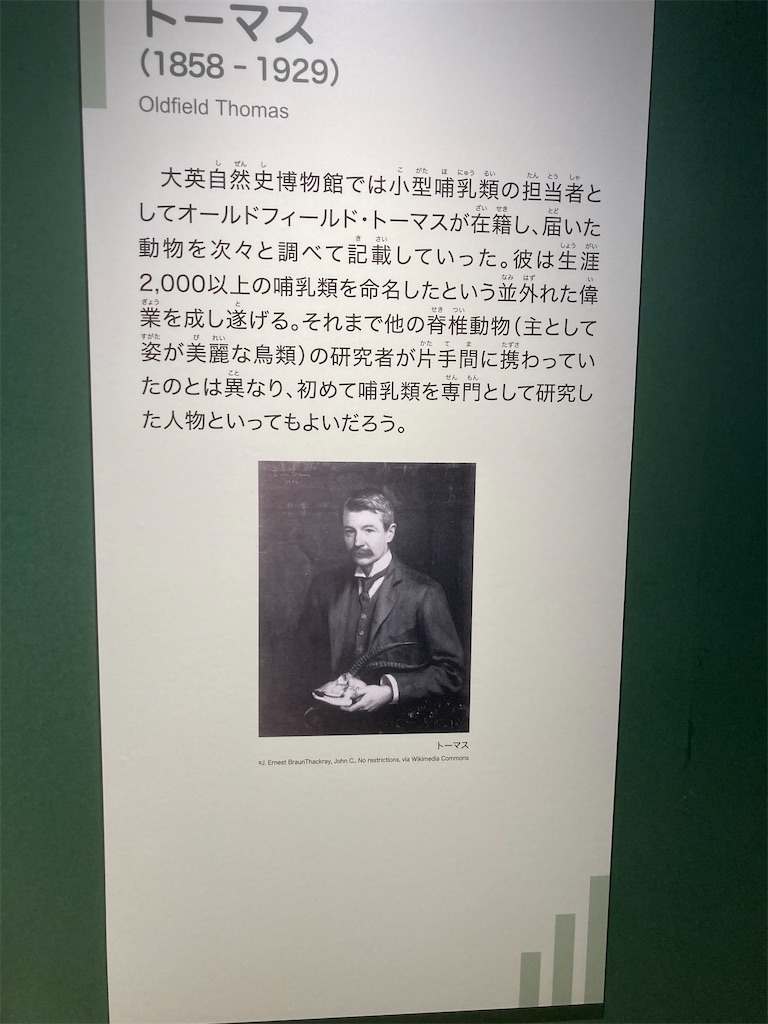 トーマス
(1858 - 1929)
Oldfield Thomas
大英自然史博物館では小型哺乳類の担当者と
してオールドフィールド・トーマスが在籍し、届いた
動物を次々と調べて記載していった。彼は生涯
2,000以上の哺乳類を命名したという並外れた偉
業を成し遂げる。それまで他の脊椎動物（主として
姿が美麗な鳥類）の研究者が片手間に携わってい
たのとは異なり、初めて哺乳類を専門として研究し
た人物といってもよいだろう。
トーマス
©J. Ernest BraunThackray, John C., No restrictions, via Wikimedia Commons